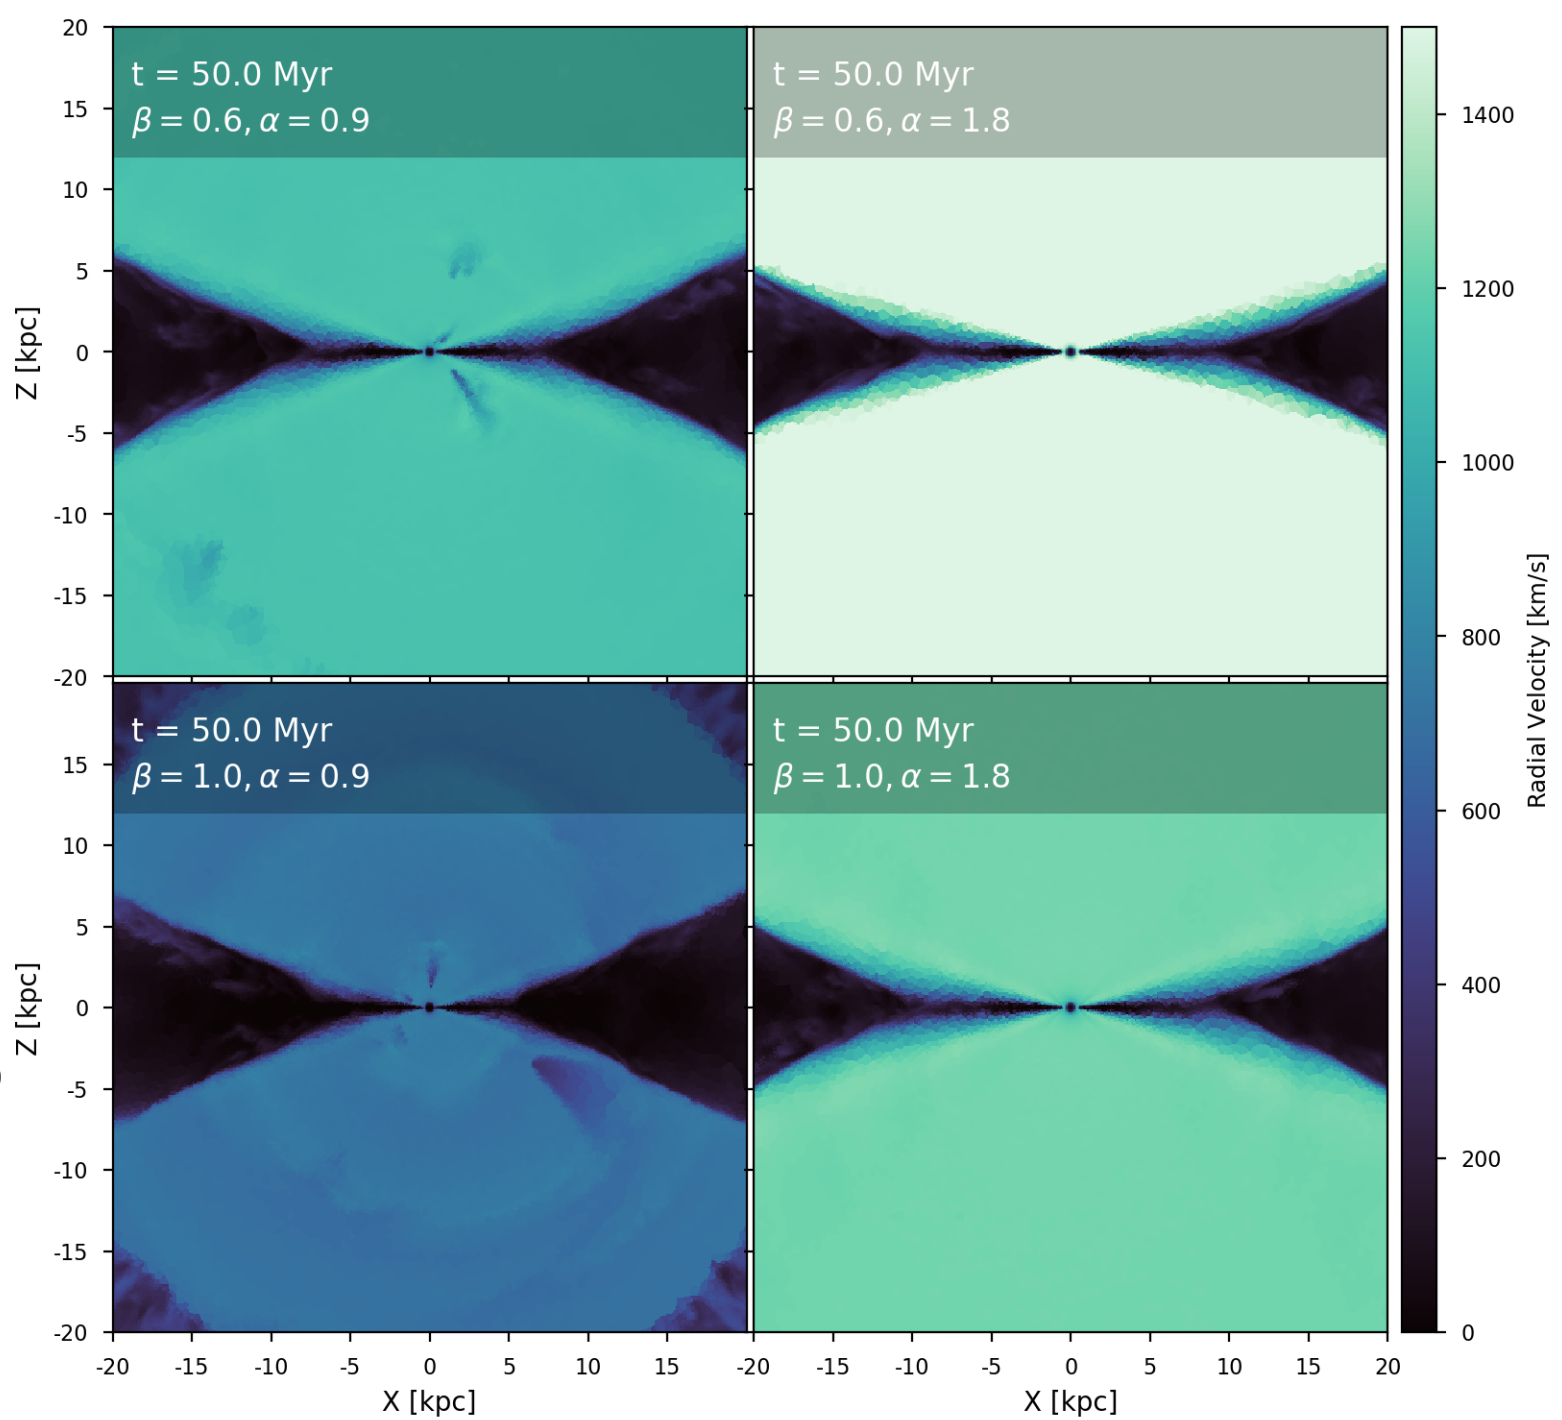 20
15
10
5
0
-5
-10
-15
-20
Z [kpc]
t = 50.0 Myr
β = 0.6, α = 0.9
t = 50.0 Myr
β = 0.6, α = 1.8
15
10
5
0
-5
-10
-15
-20
Z [kpc]
t = 50.0 Myr
β = 1.0, α = 0.9
t = 50.0 Myr
β = 1.0, α = 1.8
-20 -15 -10 -5 0 5 10 15 -20 -15 -10 -5 0 5 10 15 20
X [kpc] X [kpc]
1400
1200
1000
800
600
400
200
0
Radial Velocity [km/s]